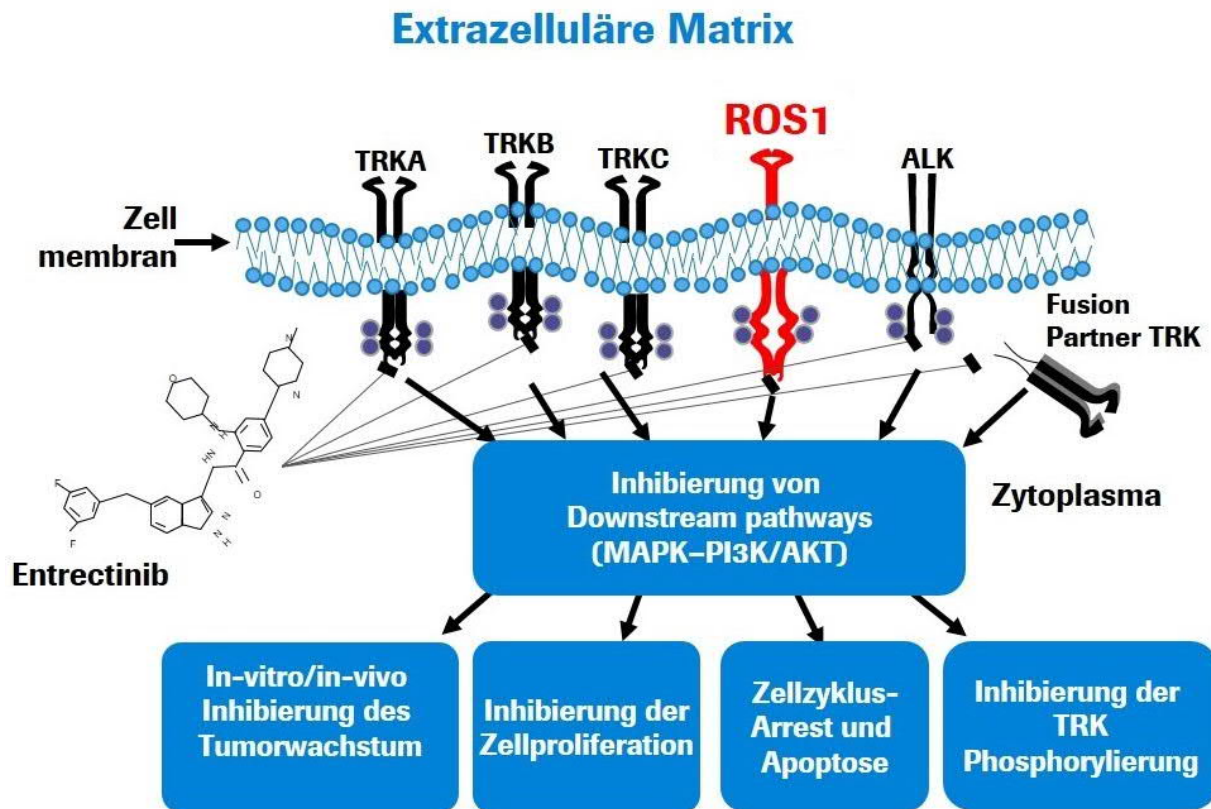 Extrazelluläre Matrix
ROS1
TRKA
TRKB
TRKC
ALK
Zell
membran
Fusion
Partner TRK
N
O
N
N
H
HN
O
F
F
N
N
H
Entrectinib
Zytoplasma
Inhibierung von
Downstream pathways
(MAPK-PI3K/AKT)
In-vitro/in-vivo
Inhibierung des
Tumorwachstum
Inhibierung der
Zellproliferation
Zellzyklus-
Arrest und
Apoptose
Inhibierung der
TRK
Phosphorylierung